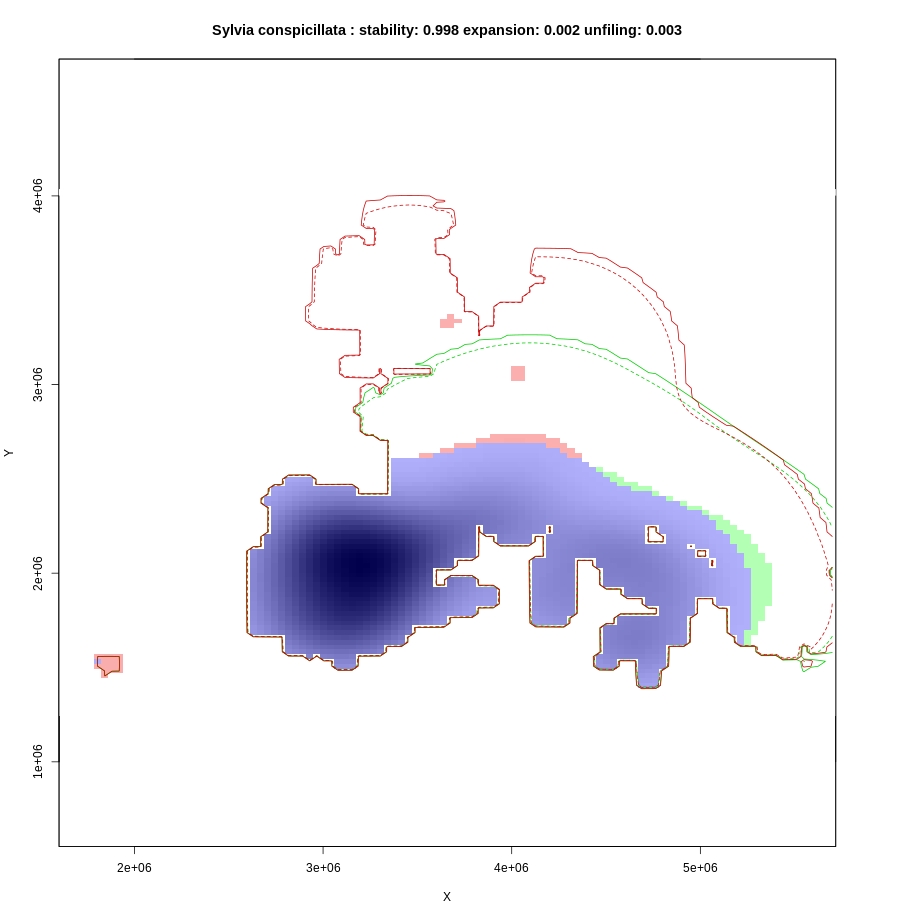 Sylvia conspicillata : stability: 0.998 expansion: 0.002 unfiling: 0.003
4e+06
3e+06
Y
2e+06
1e+06
2e+06 3e+06 4e+06 5e+06
X